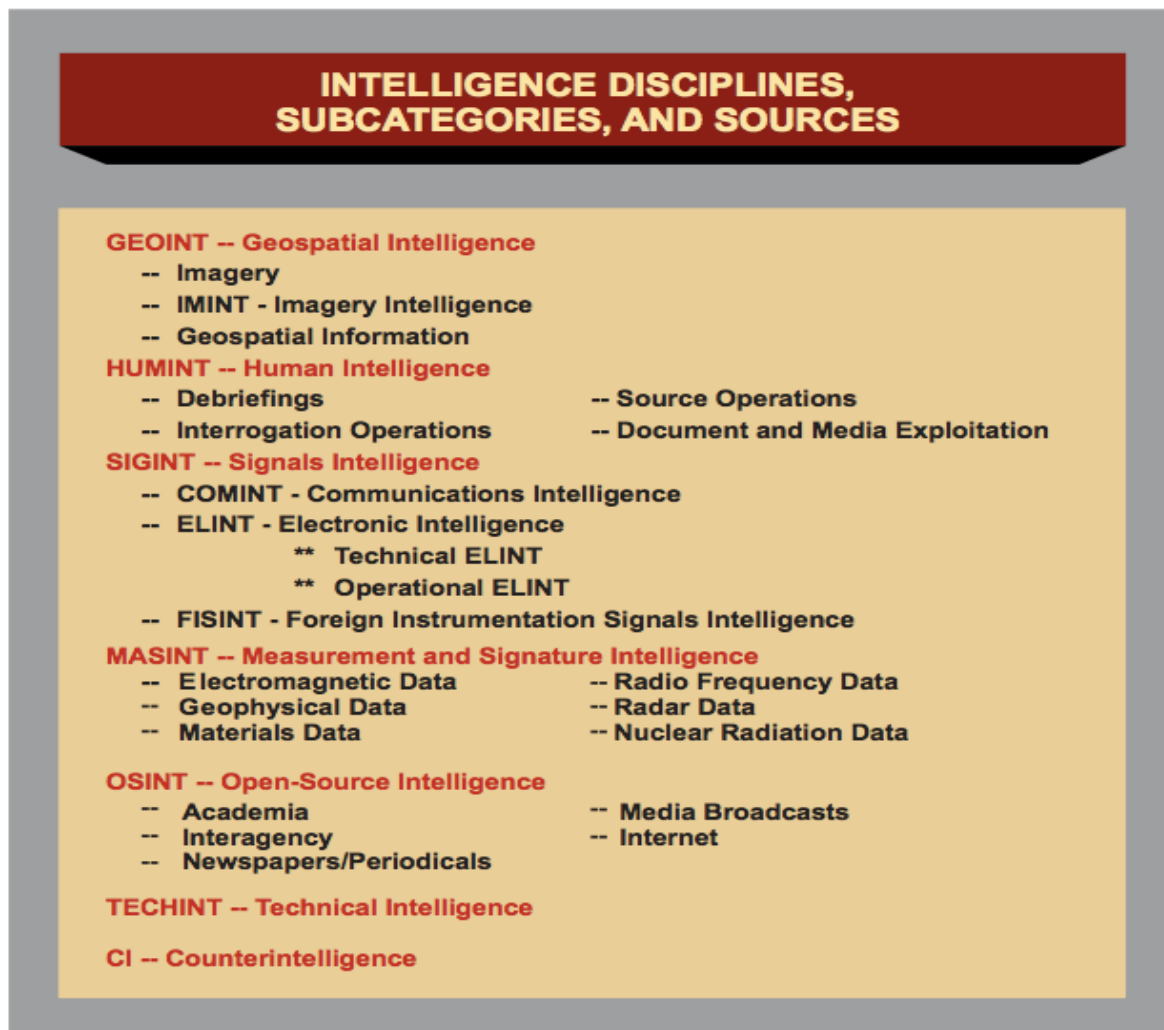 INTELLIGENCE DISCIPLINES,
SUBCATEGORIES, AND SOURCES
GEOINT -- Geospatial Intelligence
-- Imagery
-- IMINT - Imagery Intelligence
-- Geospatial Information
HUMINT -- Human Intelligence
-- Debriefings -- Source Operations
-- Interrogation Operations -- Document and Media Exploitation
SIGINT -- Signals Intelligence
-- COMINT - Communications Intelligence
-- ELINT - Electronic Intelligence
** Technical ELINT
** Operational ELINT
-- FISINT - Foreign Instrumentation Signals Intelligence
MASINT -- Measurement and Signature Intelligence
-- Electromagnetic Data -- Radio Frequency Data
-- Geophysical Data -- Radar Data
-- Materials Data -- Nuclear Radiation Data
OSINT -- Open-Source Intelligence
-- Academia -- Media Broadcasts
-- Interagency -- Internet
-- Newspapers/Periodicals
TECHINT -- Technical Intelligence
CI -- Counterintelligence